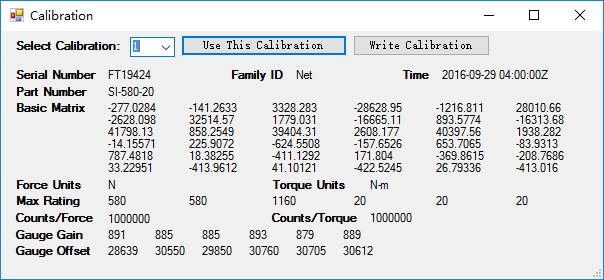 Calibration
Select Calibration: 1 Use This Calibration Write Calibration
Serial Number FT19424 Family ID Net Time 2016-09-29 04:00:00Z
Part Number SI-580-20
Basic Matrix -277.0284 -141.2633 3328.283 -28628.95 -1216.811 28010.66
-2628.098 32514.57 1779.031 -16665.11 893.5774 -16313.68
41798.13 858.2549 39404.31 2608.177 40397.56 1938.282
-14.15571 225.9072 -624.5508 -157.6526 653.7065 -83.9313
787.4818 18.38255 -411.1292 171.804 -369.8615 -208.7686
33.22951 -413.9612 41.10121 -422.5245 26.79336 -413.016
Force Units N Torque Units N-m
Max Rating 580 580 1160 20 20 20
Counts/Force 1000000 Counts/Torque 1000000
Gauge Gain 891 885 885 893 879 889
Gauge Offset 28639 30550 29850 30760 30705 30612